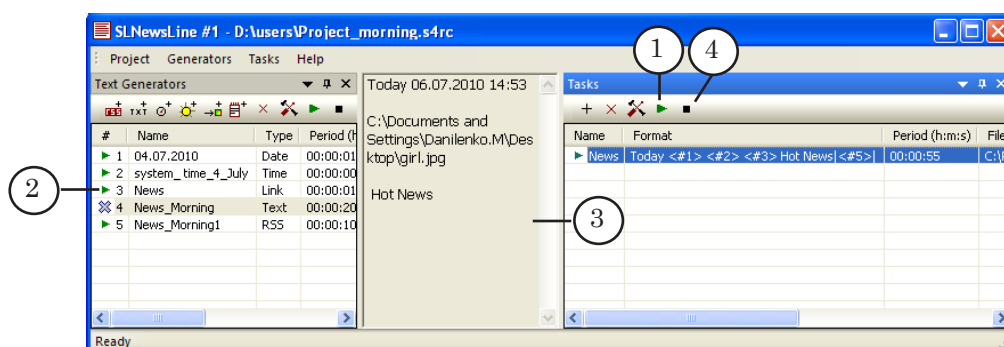 SLNewsLine #1 - D:\users\Project_morning.s4rc
1
4
Project Generators Tasks Help
Text Generators
Today 06.07.2010 14:53
Tasks
RSS TXT
C:\Documents and
Settings\Danilenko.M\Des
ktop\girl.jpg
Hot News
# Name Type Period (h
1 04.07.2010 Date 00:00:01
2 system_time_4_July Time 00:00:00
3 News Link 00:00:01
4 News_Morning Text 00:00:20
5 News_Morning1 RSS 00:00:10
Name Format Period (h:m:s) File
News Today <#1> <#2> <#3> Hot News| <#5>| 00:00:55
2
3
Ready